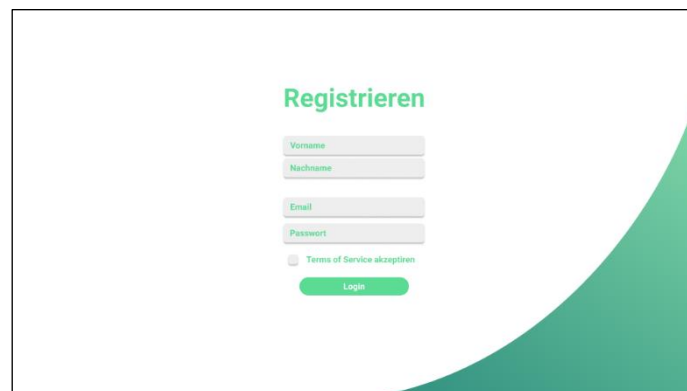 Registrieren
Vorname
Nachname
Email
Passwort
Terms of Service akzeptiren
Login